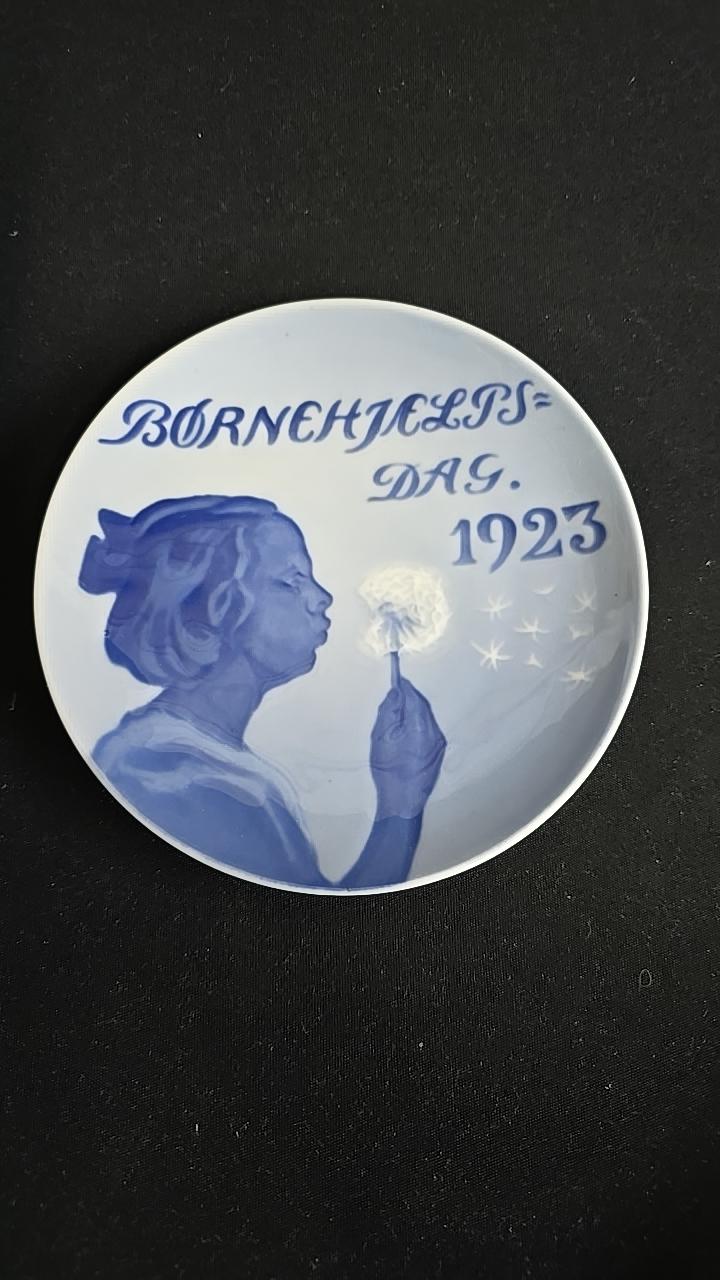 BØRNEHJÆLPS=
DAG.
1923